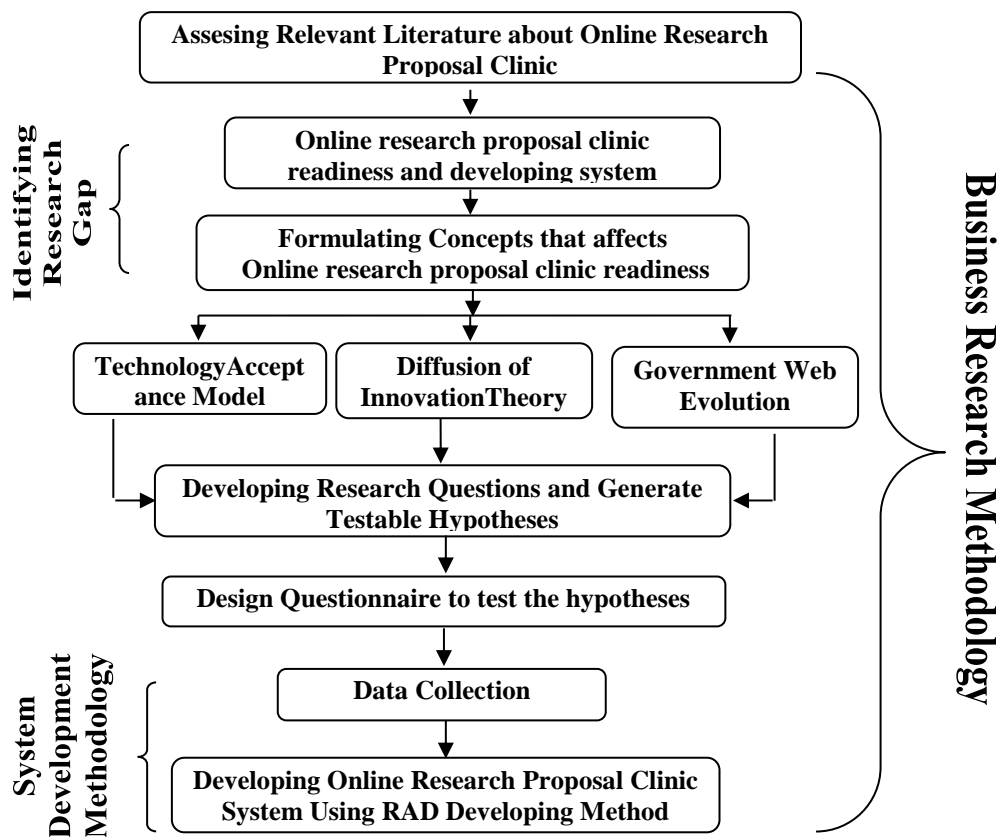 Assesing Relevant Literature about Online Research
Proposal Clinic
Identifying
Research
Gap
Online research proposal clinic
readiness and developing system
Formulating Concepts that affects
Online research proposal clinic readiness
TechnologyAccept
ance Model
Diffusion of
InnovationTheory
Government Web
Evolution
Developing Research Questions and Generate
Testable Hypotheses
Design Questionnaire to test the hypotheses
System
Development
Methodology
Data Collection
Developing Online Research Proposal Clinic
System Using RAD Developing Method
Business Research Methodology